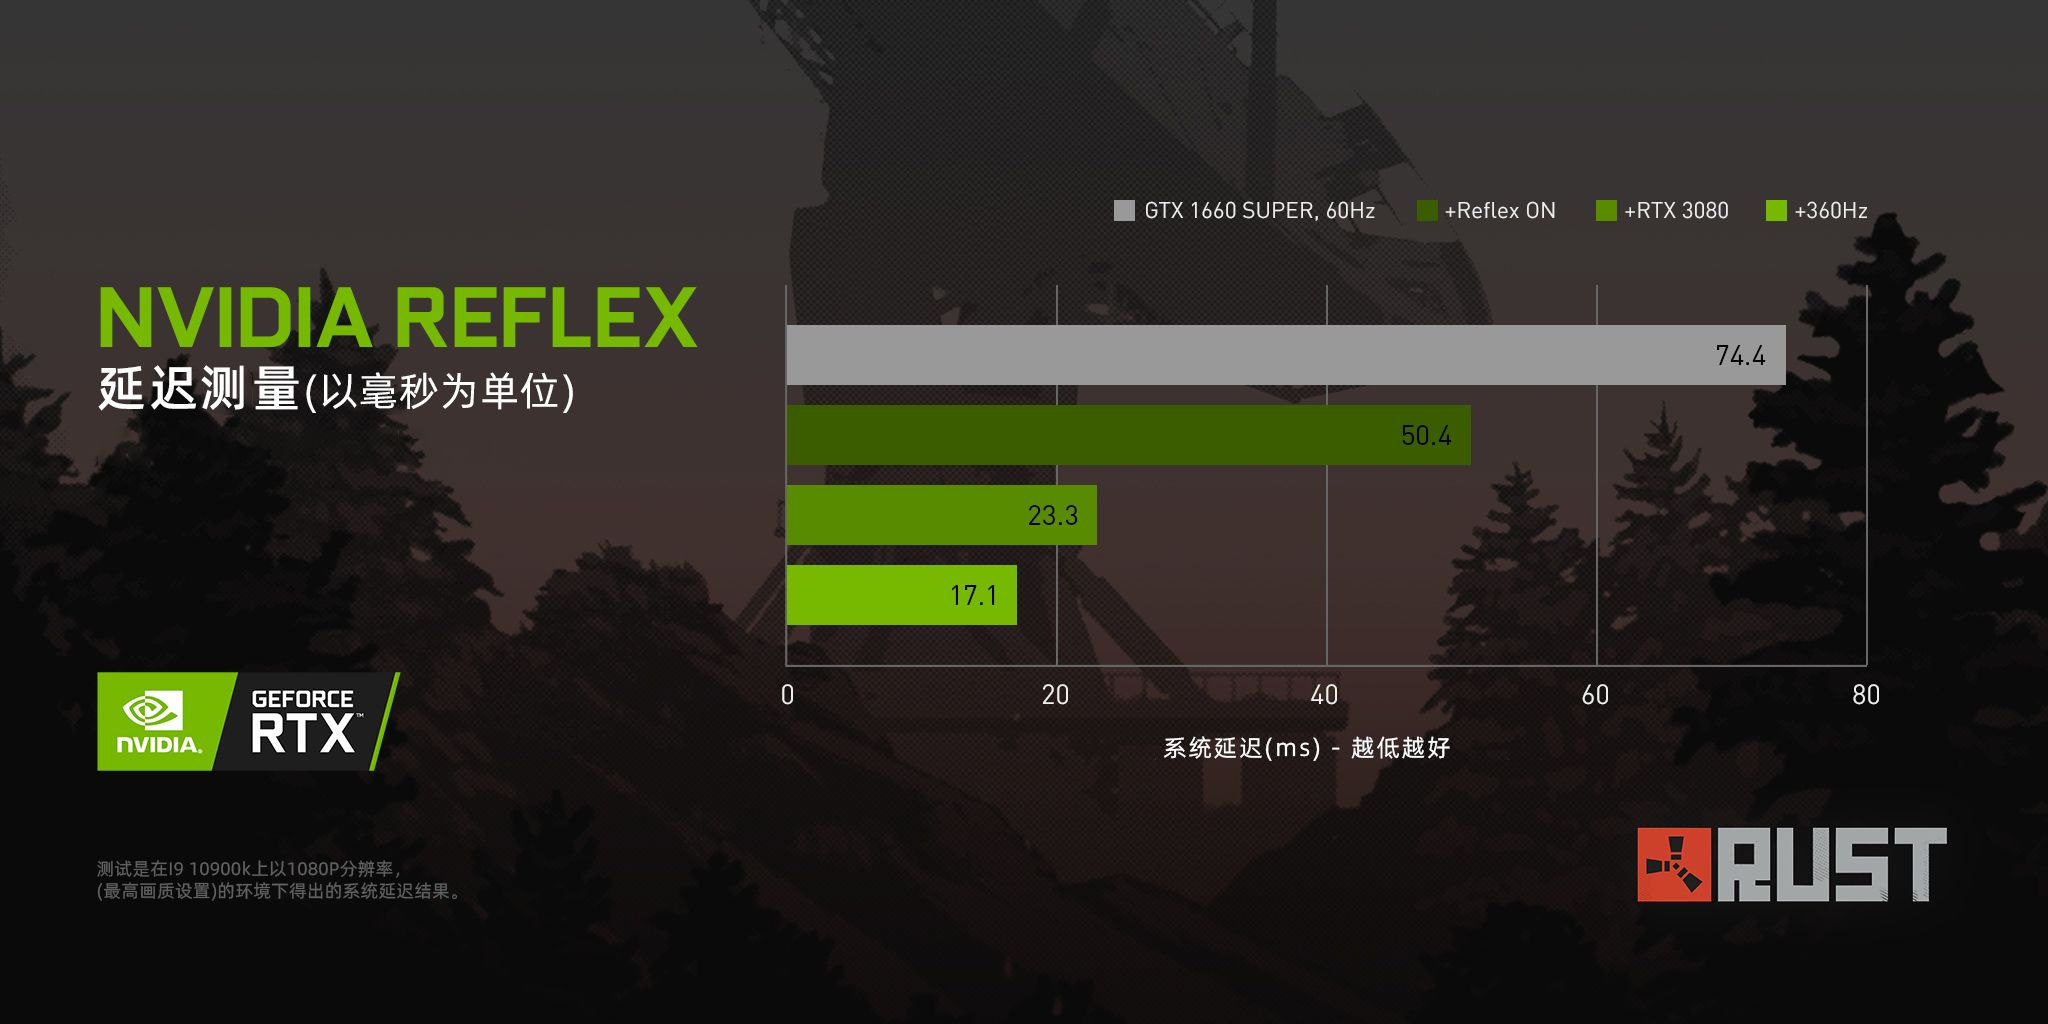 GTX 1660 SUPER, 60Hz +Reflex ON +RTX 3080 +360Hz
NVIDIA REFLEX
延迟测量(以毫秒为单位)
74.4
50.4
23.3
17.1
0 20 40 60 80
系统延迟(ms) - 越低越好
NVIDIA.
GEFORCE
RTX™
测试是在I9 10900k上以1080P分辨率，
(最高画质设置)的环境下得出的系统延迟结果。
RUST